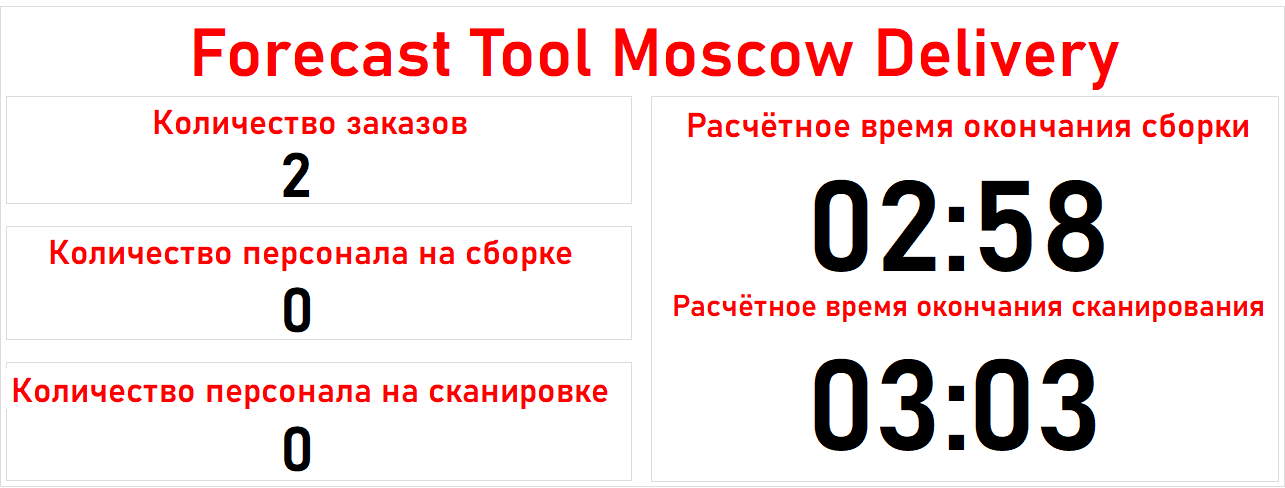 Forecast Tool Moscow Delivery
Количество заказов
2
Количество персонала на сборке
0
Количество персонала на сканировке
0
Расчётное время окончания сборки
02:58
Расчётное время окончания сканирования
03:03